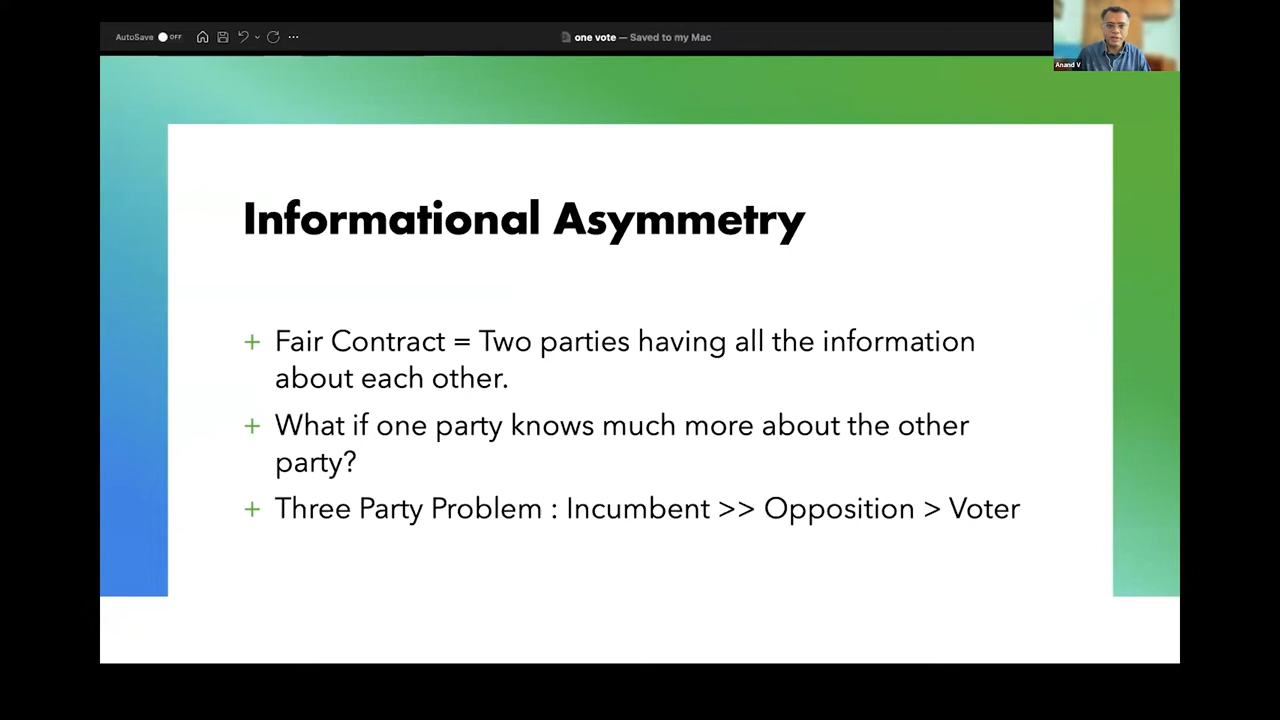 AutoSave OFF
one vote — Saved to my Mac
Anand V
Informational Asymmetry
+ Fair Contract = Two parties having all the information
about each other.
+ What if one party knows much more about the other
party?
+ Three Party Problem : Incumbent >> Opposition > Voter